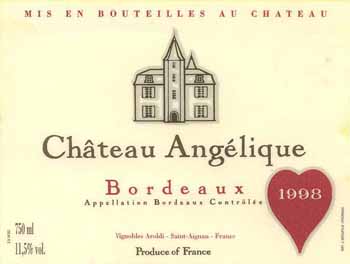 MIS EN BOUTEILLES AU CHATEAU
Château Angélique
Bordeaux
Appellation Bordeaux Contrôlée
1998
750 ml
11,5% vol.
Vignobles Aroldi - Saint-Aignan - France
Produce of France